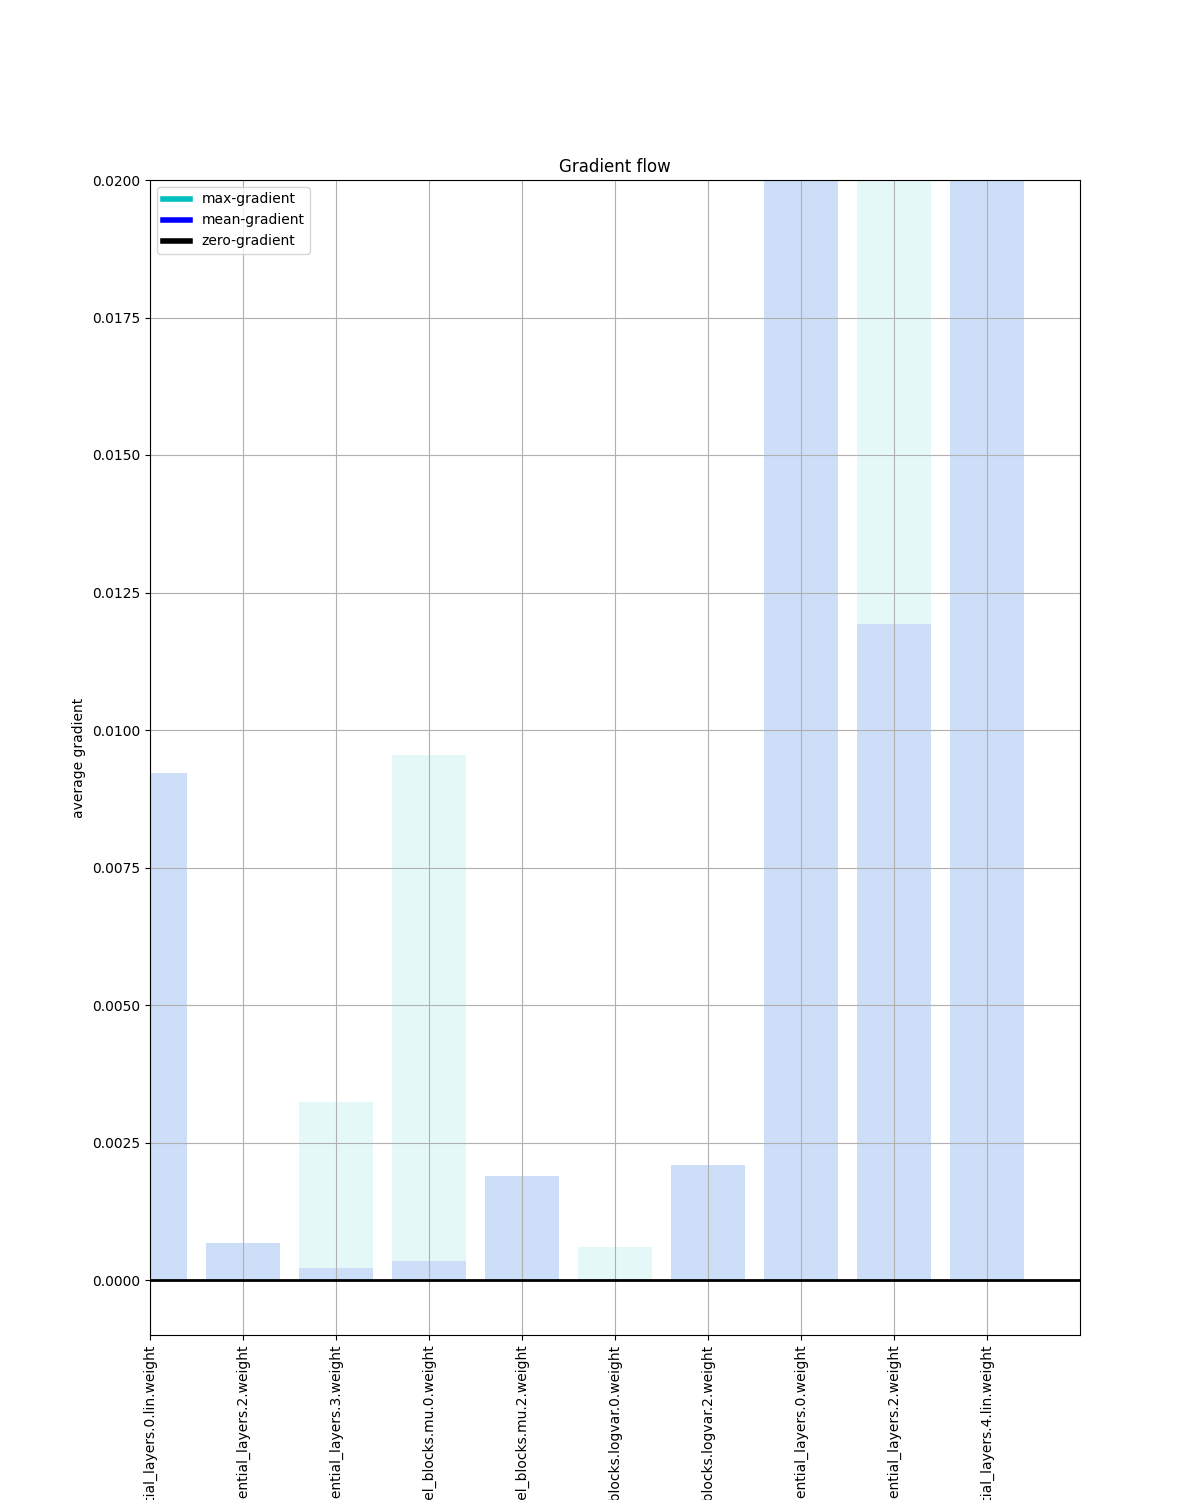 Gradient flow
max-gradient
mean-gradient
zero-gradient
0.0200
0.0175
0.0150
0.0125
0.0100
0.0075
0.0050
0.0025
0.0000
average gradient
tial_layers.0.lin.weight
ential_layers.2.weight
ential_layers.3.weight
el_blocks.mu.0.weight
el_blocks.mu.2.weight
blocks.logvar.0.weight
blocks.logvar.2.weight
ential_layers.0.weight
ential_layers.2.weight
tial_layers.4.lin.weight